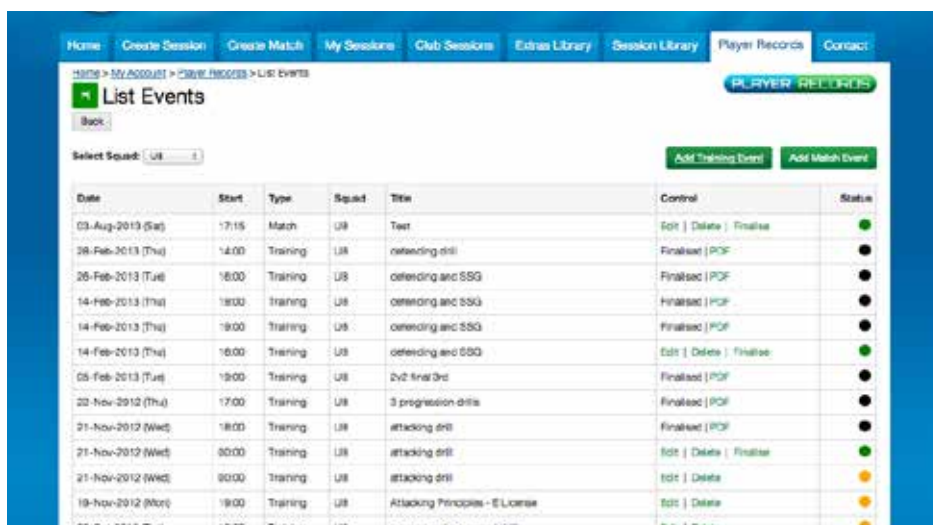 Home Create Session Create Match My Sessions Club Sessions Extras Library Session Library Player Records Contact
Home > My Account > Player Records > List Events
PLAYER RECORDS
List Events
Back
Select Squad: U8
Add Training Event Add Match Event
Date Start Type Squad Title Control Status
03-Aug-2013 (Sat) 17:15 Match U8 Test Edit | Delete | Finalise
28-Feb-2013 (Thu) 14:00 Training U8 defending drill Finalised | PDF
26-Feb-2013 (Tue) 18:00 Training U8 defending and SSG Finalised | PDF
14-Feb-2013 (Thu) 18:00 Training U8 defending and SSG Finalised | PDF
14-Feb-2013 (Thu) 19:00 Training U8 defending and SSG Finalised | PDF
14-Feb-2013 (Thu) 16:00 Training U8 defending and SSG Edit | Delete | Finalise
05-Feb-2013 (Tue) 19:00 Training U8 2v2 final 3rd Finalised | PDF
22-Nov-2012 (Thu) 17:00 Training U8 3 progression drills Finalised | PDF
21-Nov-2012 (Wed) 18:00 Training U8 attacking drill Finalised | PDF
21-Nov-2012 (Wed) 00:00 Training U8 attacking drill Edit | Delete | Finalise
21-Nov-2012 (Wed) 00:00 Training U8 attacking drill Edit | Delete
19-Nov-2012 (Mon) 19:00 Training U8 Attacking Principles - E License Edit | Delete